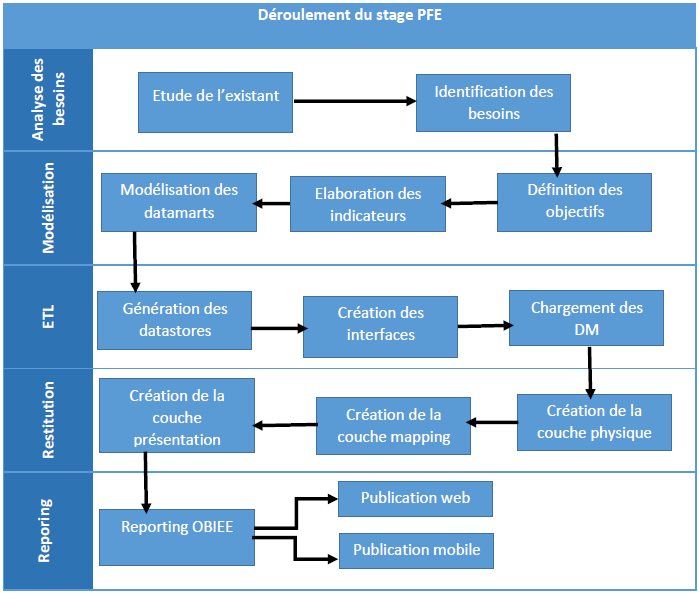 Déroulement du stage PFE
Analyse des
besoins
Etude de l'existant
Identification des
besoins
Modélisation
Modélisation des
datamarts
Elaboration des
indicateurs
Définition des
objectifs
ETL
Génération des
datastores
Création des
interfaces
Chargement des
DM
Restitution
Création de la
couche
présentation
Création de la
couche mapping
Création de la
couche physique
Reporing
Reporting OBIEE
Publication web
Publication mobile